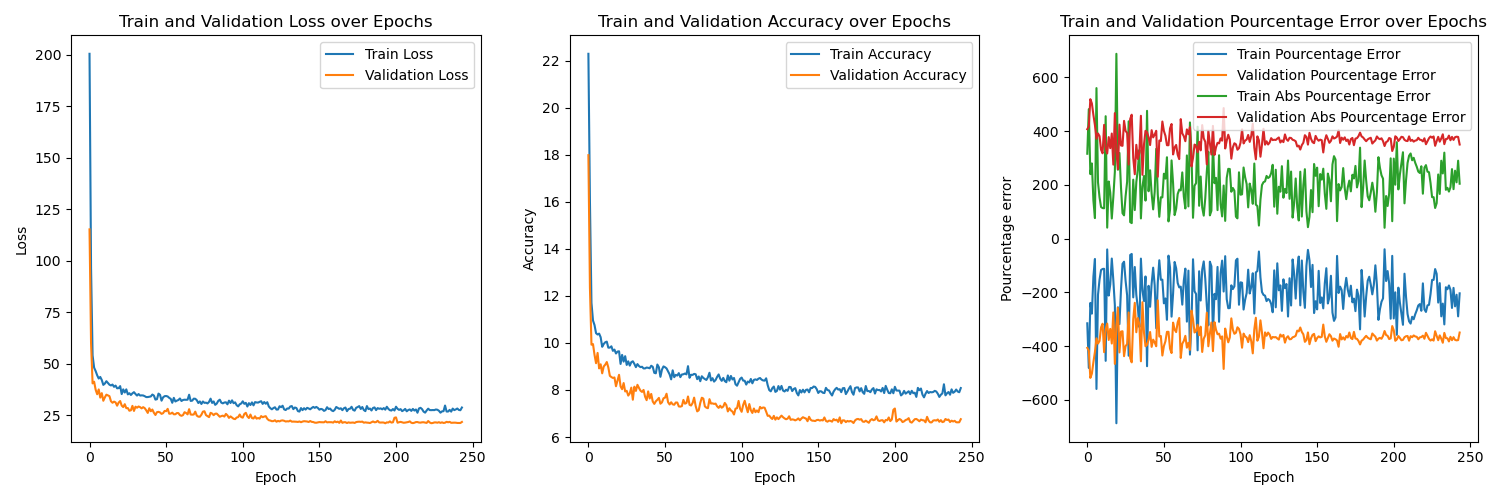 Train and Validation Loss over Epochs
Train Loss
Validation Loss
200
175
150
125
100
75
50
25
Loss
0
50
100
150
200
250
Epoch
Train and Validation Accuracy over Epochs
Train Accuracy
Validation Accuracy
22
20
18
16
14
12
10
8
6
Accuracy
0
50
100
150
200
250
Epoch
Train and Validation Pourcentage Error over Epochs
Train Pourcentage Error
Validation Pourcentage Error
Train Abs Pourcentage Error
Validation Abs Pourcentage Error
600
400
200
0
−200
−400
−600
Pourcentage error
0
50
100
150
200
250
Epoch